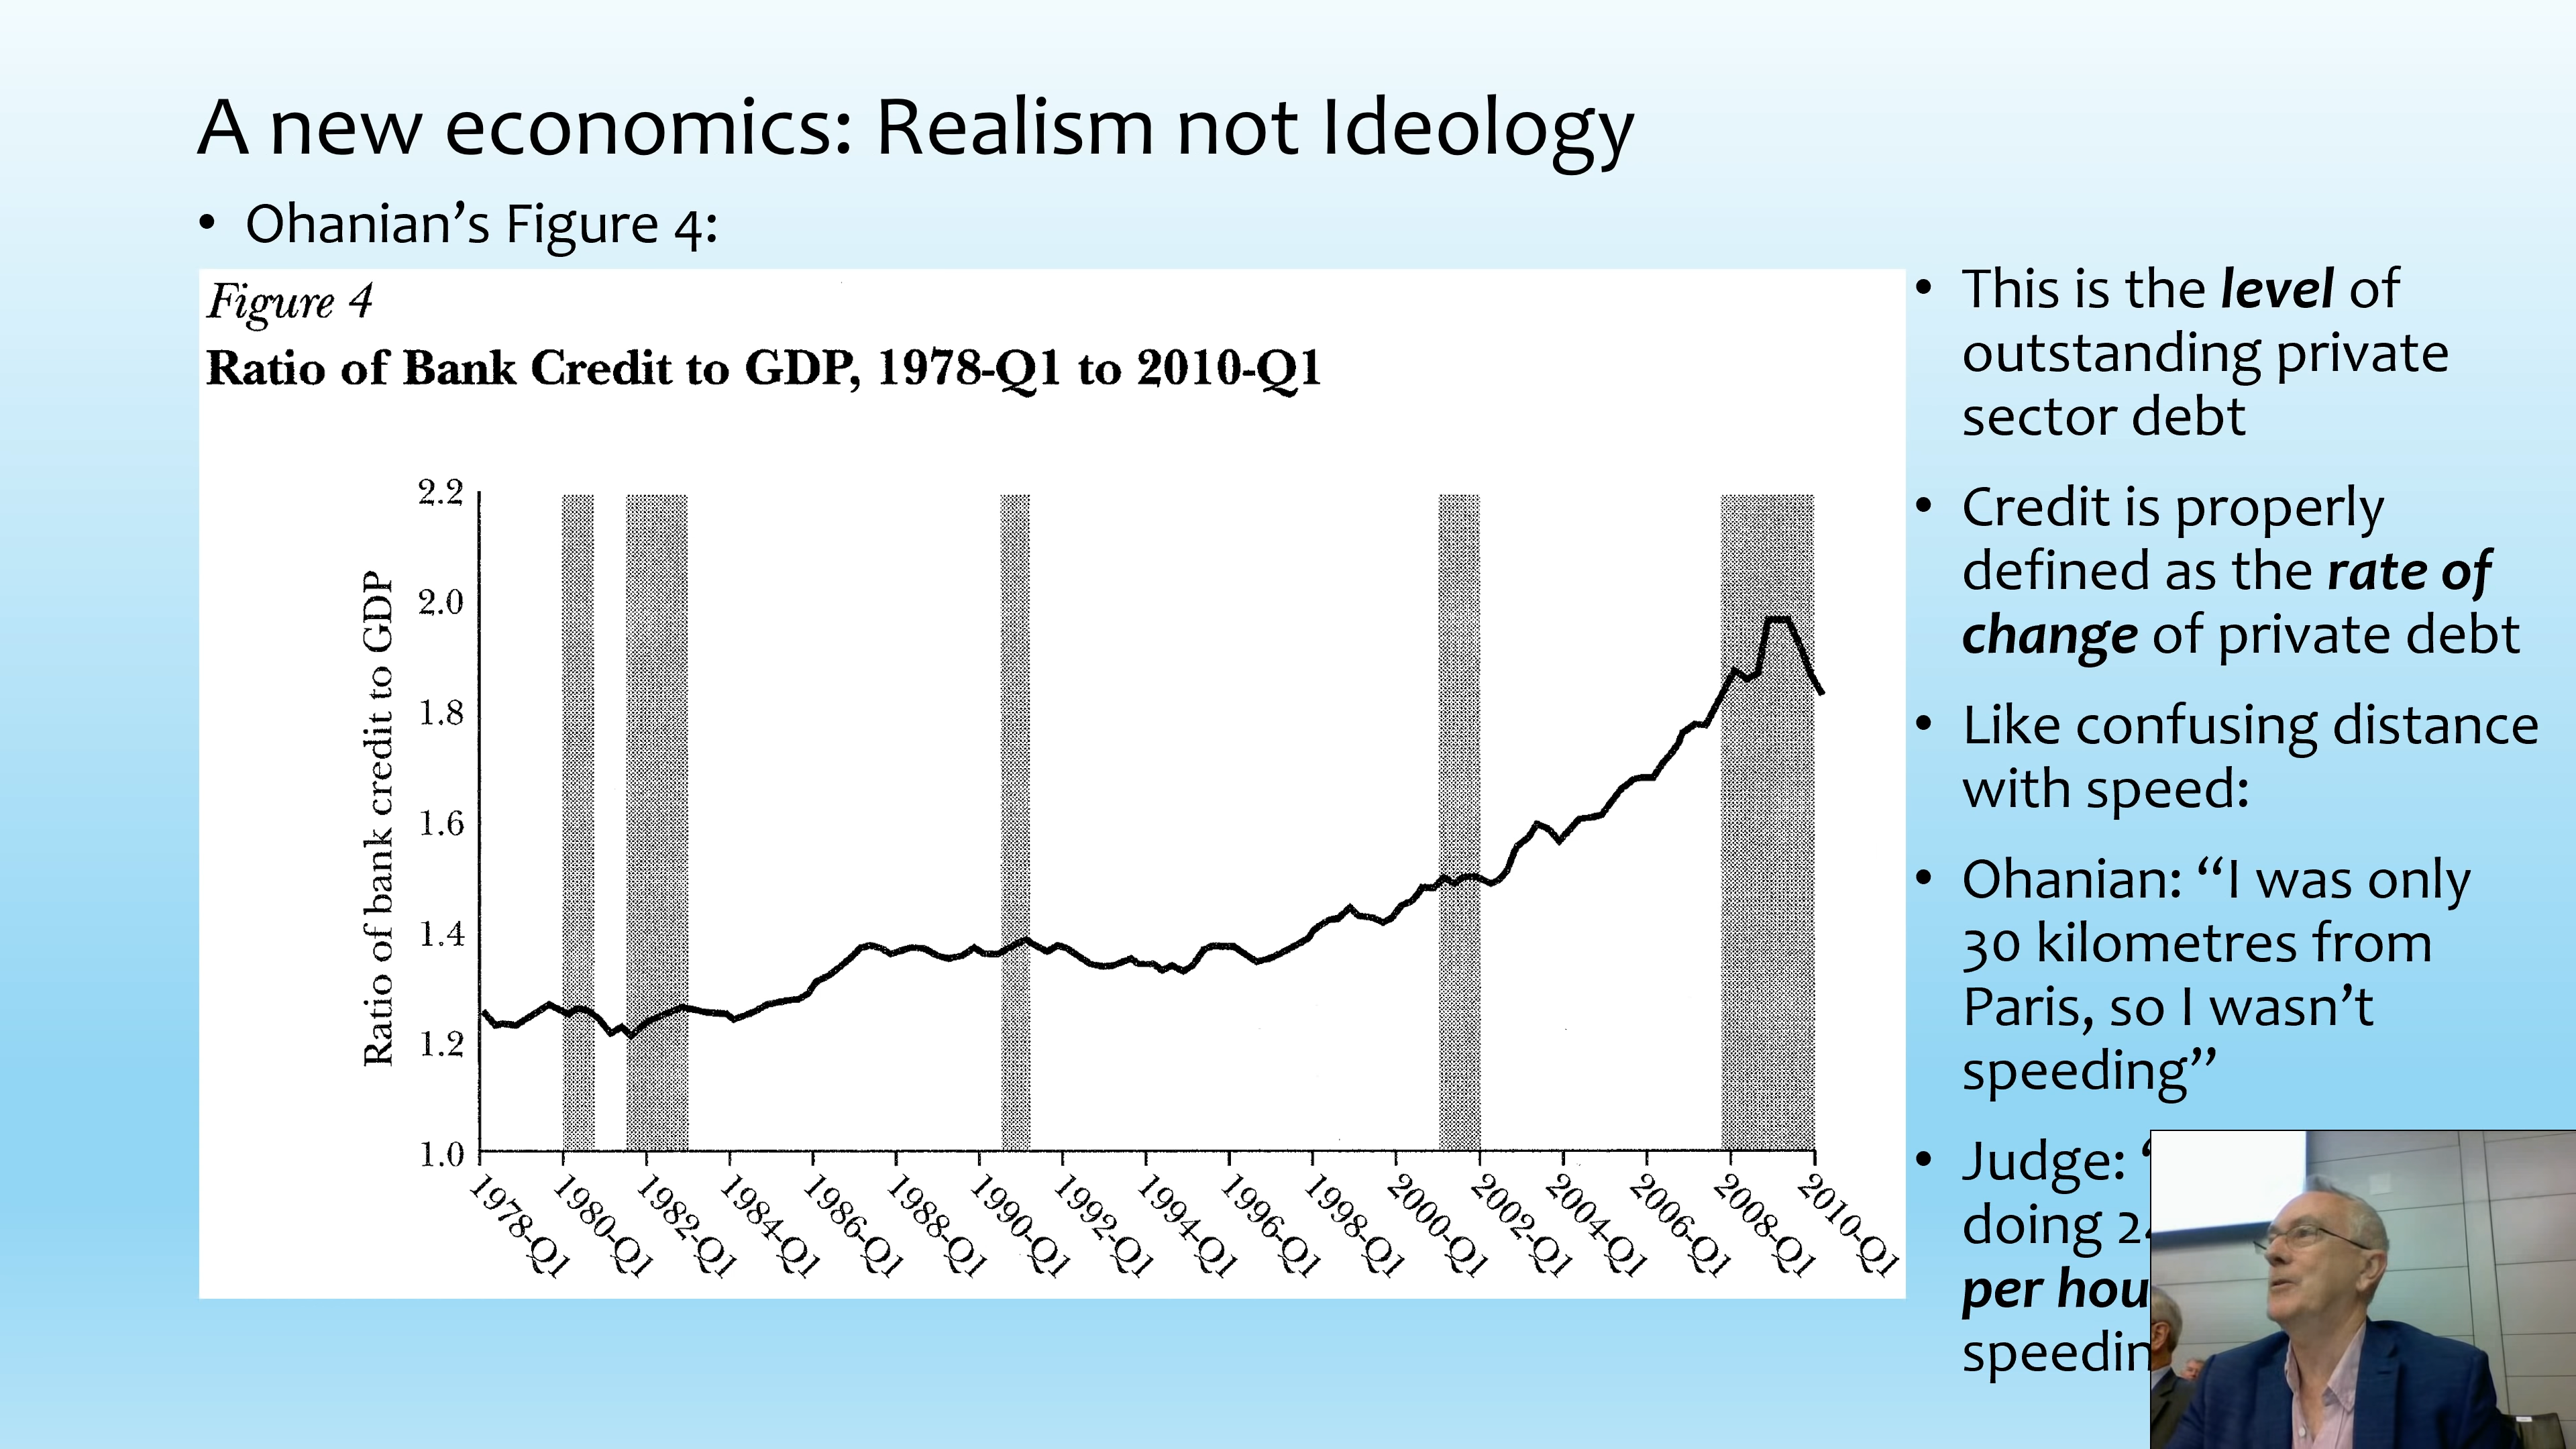 A new economics: Realism not Ideology
• Ohanian’s Figure 4:
Figure 4
Ratio of Bank Credit to GDP, 1978-Q1 to 2010-Q1
Ratio of bank credit to GDP
2.2
2.0
1.8
1.6
1.4
1.2
1.0
1978-Q1
1980-Q1
1982-Q1
1984-Q1
1986-Q1
1988-Q1
1990-Q1
1992-Q1
1994-Q1
1996-Q1
1998-Q1
2000-Q1
2002-Q1
2004-Q1
2006-Q1
2008-Q1
2010-Q1
• This is the level of
outstanding private
sector debt
• Credit is properly
defined as the rate of
change of private debt
• Like confusing distance
with speed:
• Ohanian: “I was only
30 kilometres from
Paris, so I wasn’t
speeding”
• Judge: “
doing
per